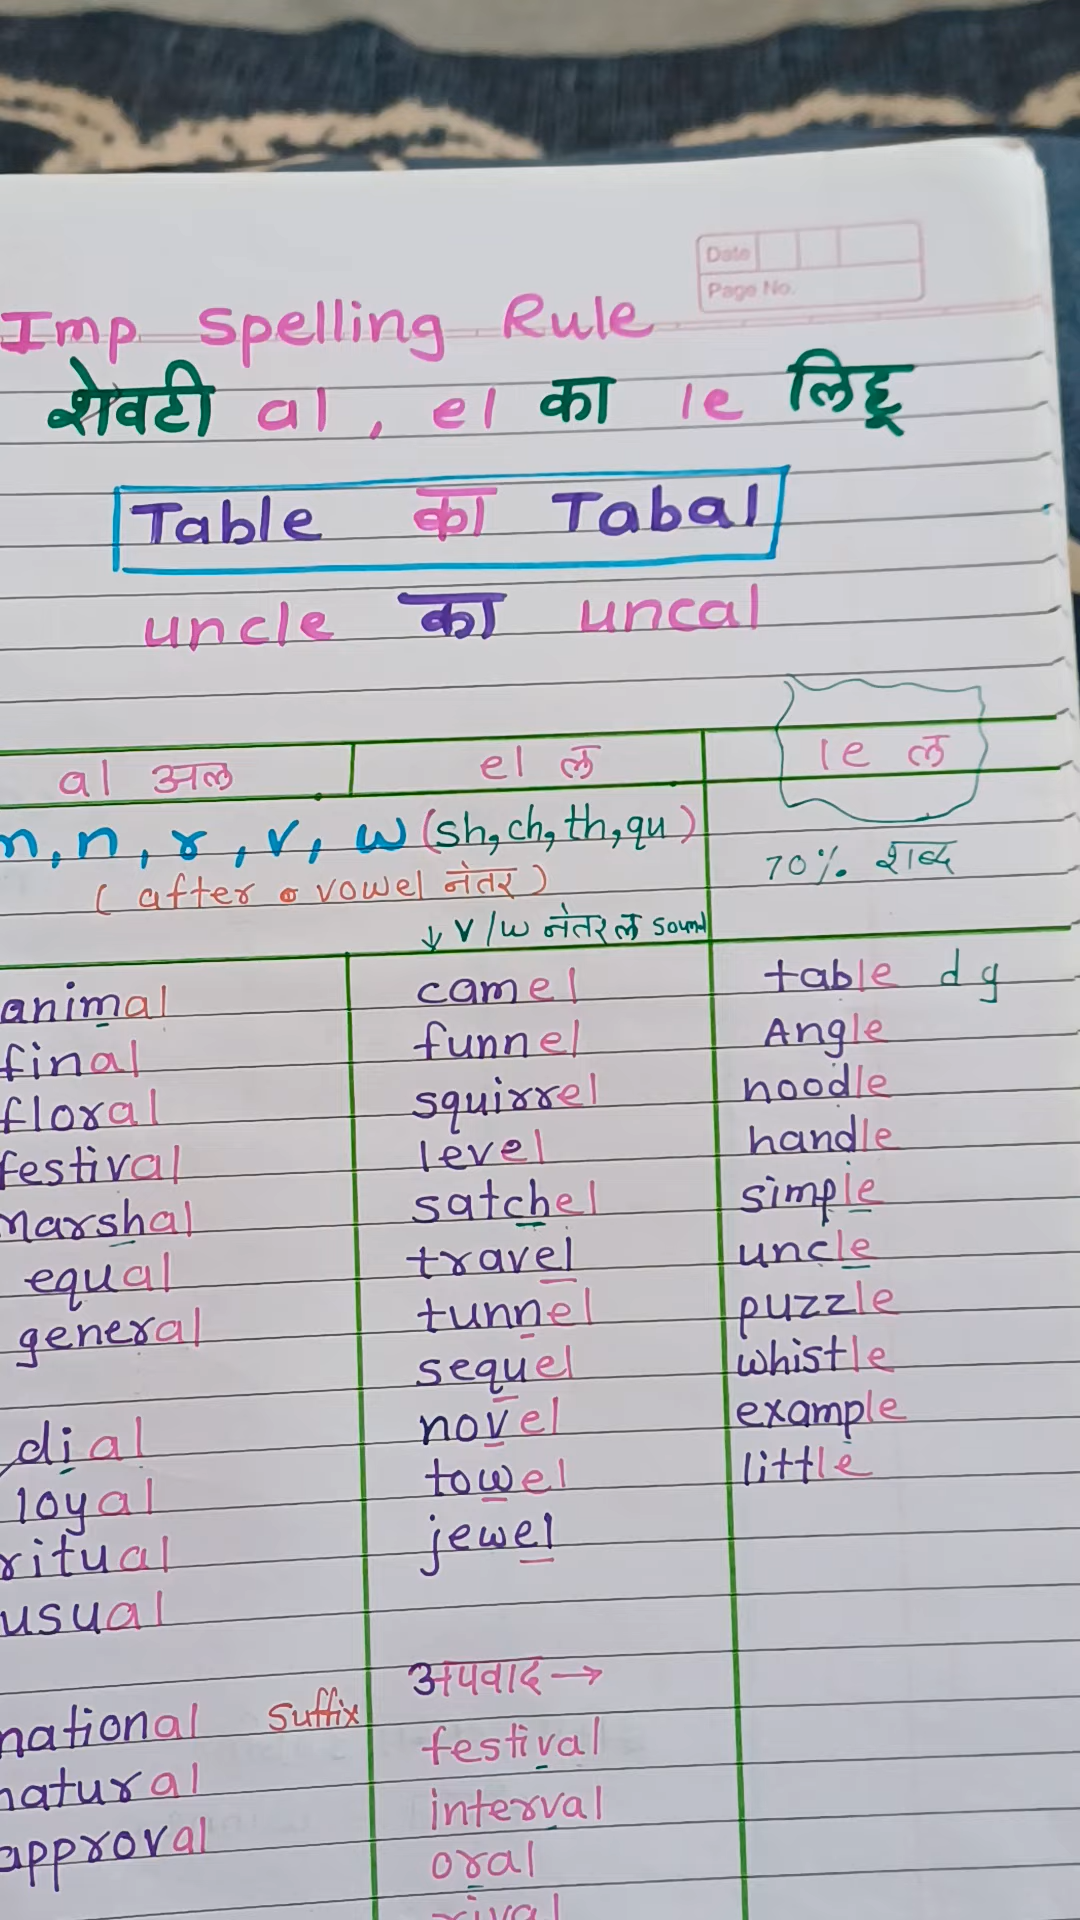 Date
Page No.
Imp Spelling Rule
शेवटी al, el का le लिहू
Table का Tabal
uncle का uncal
al अल el ल le ल
m, n, r, v, w (sh, ch, th, qu) 70% शब्द
( after vowel नंतर )
↓ v/w नंतर ल sound
animal camel table d g
final funnel Angle
floral squirrel noodle
festival level handle
marshal satchel simple
equal travel uncle
general tunnel puzzle
sequel whistle
dial novel example
loyal towel little
ritual jewel
usual
अपवाद →
national suffix festival
natural interval
approval oral
rival